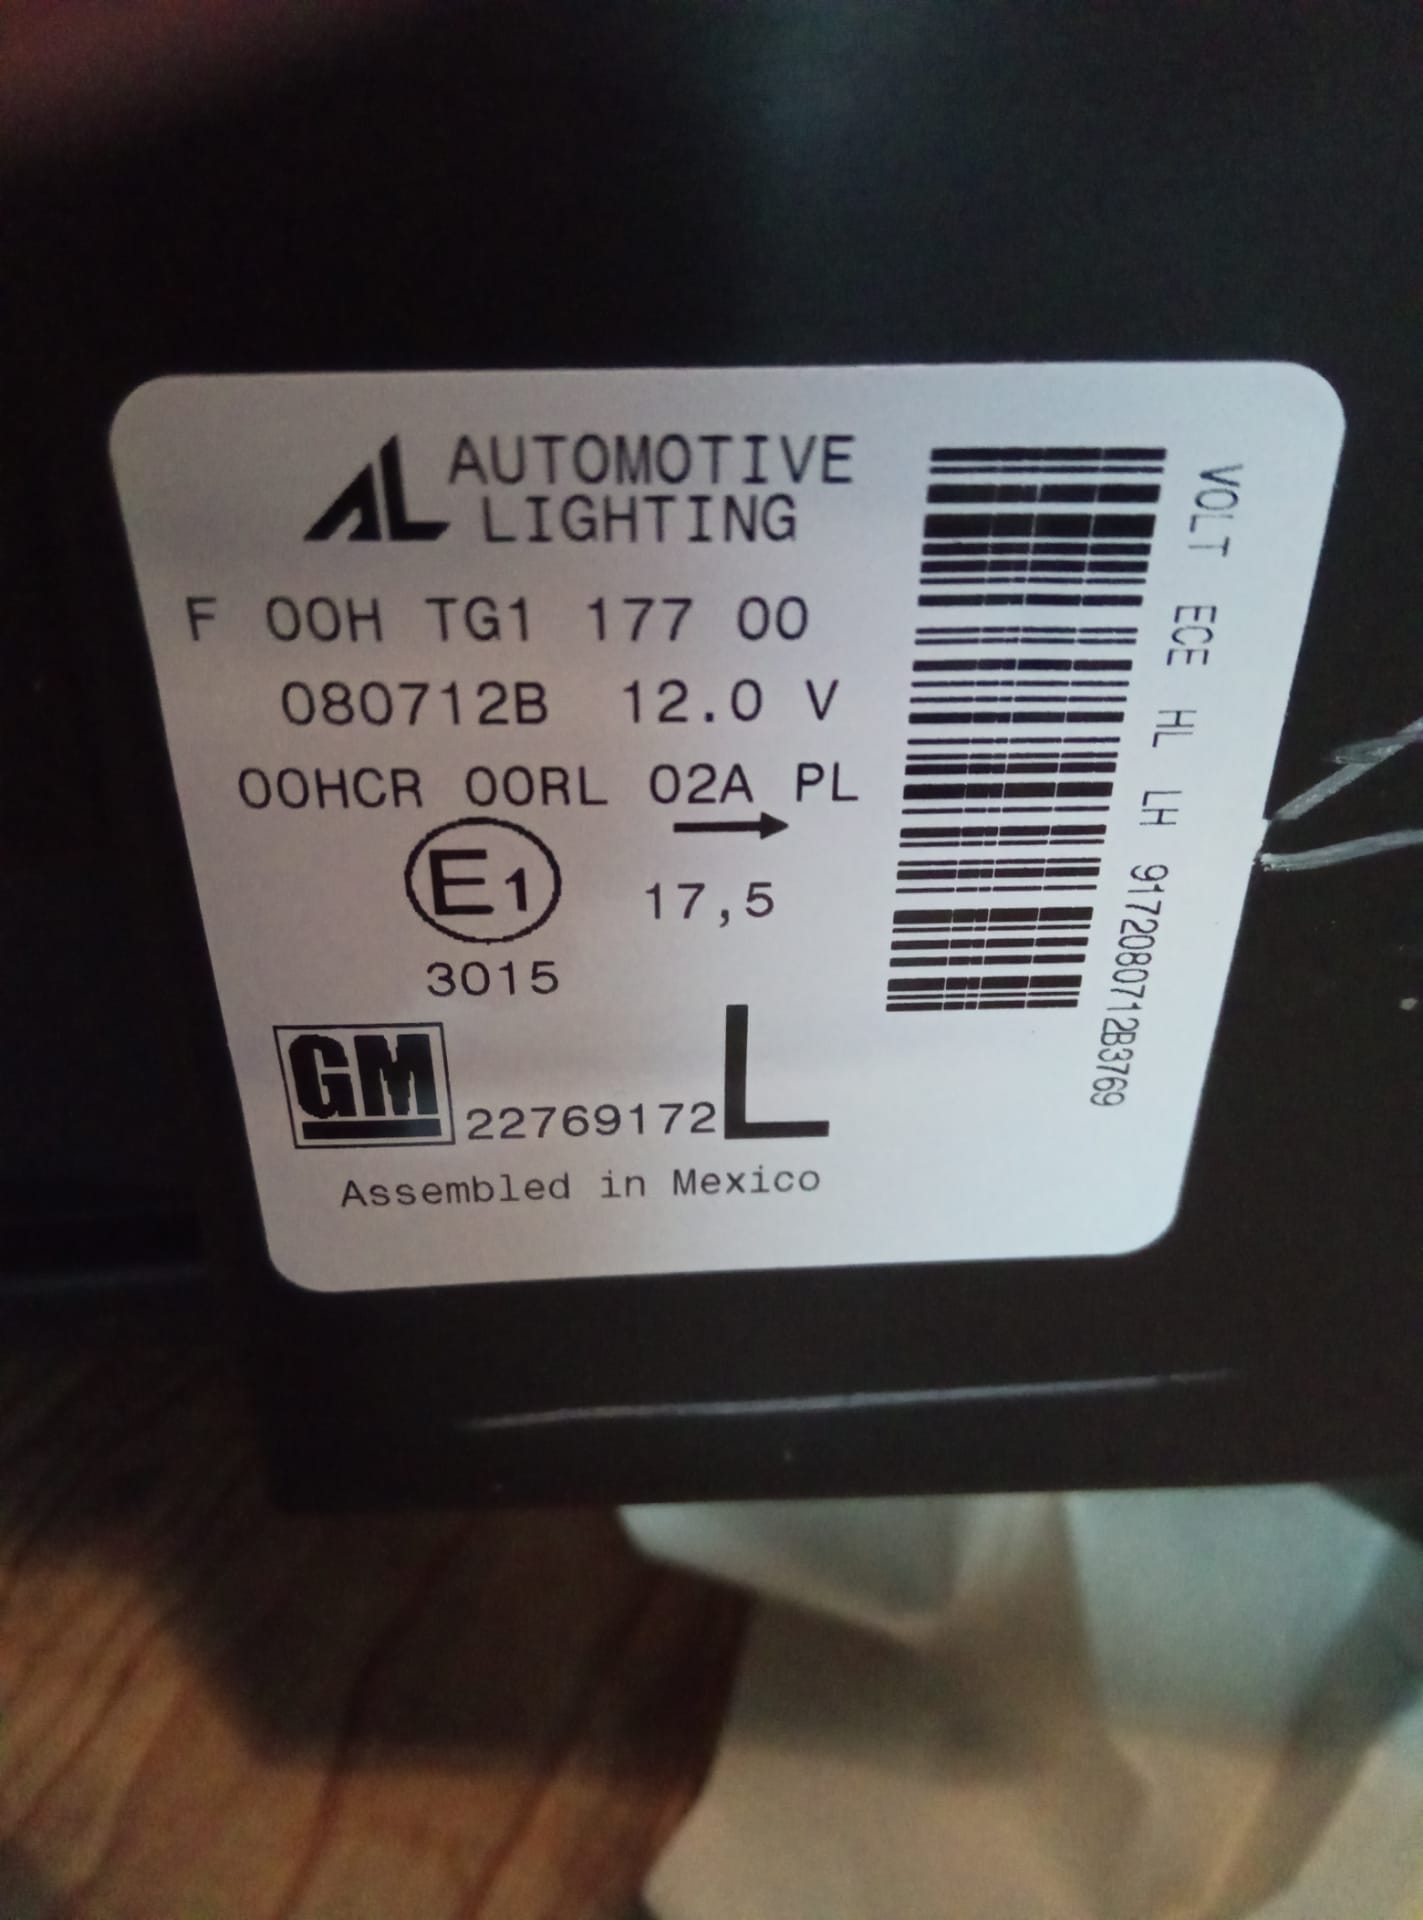 AL AUTOMOTIVE
LIGHTING
F 00H TG1 177 00
080712B 12.0 V
00HCR 00RL 02A PL
→
E1 17,5
3015
GM 22769172 L
Assembled in Mexico
VOLT ECE HL LH 9172080712B3769